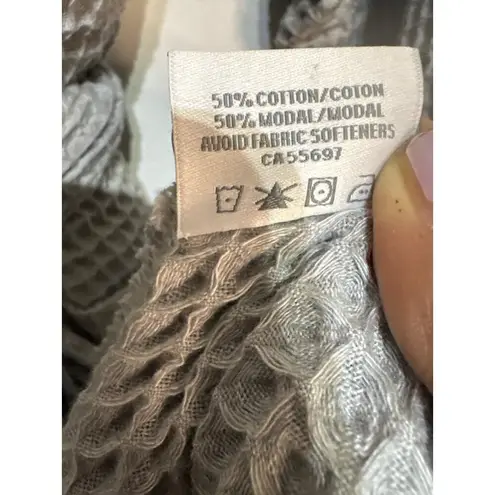 50% COTTON/COTON
50% MODAL/MODAL
AVOID FABRIC SOFTENERS
CA55697